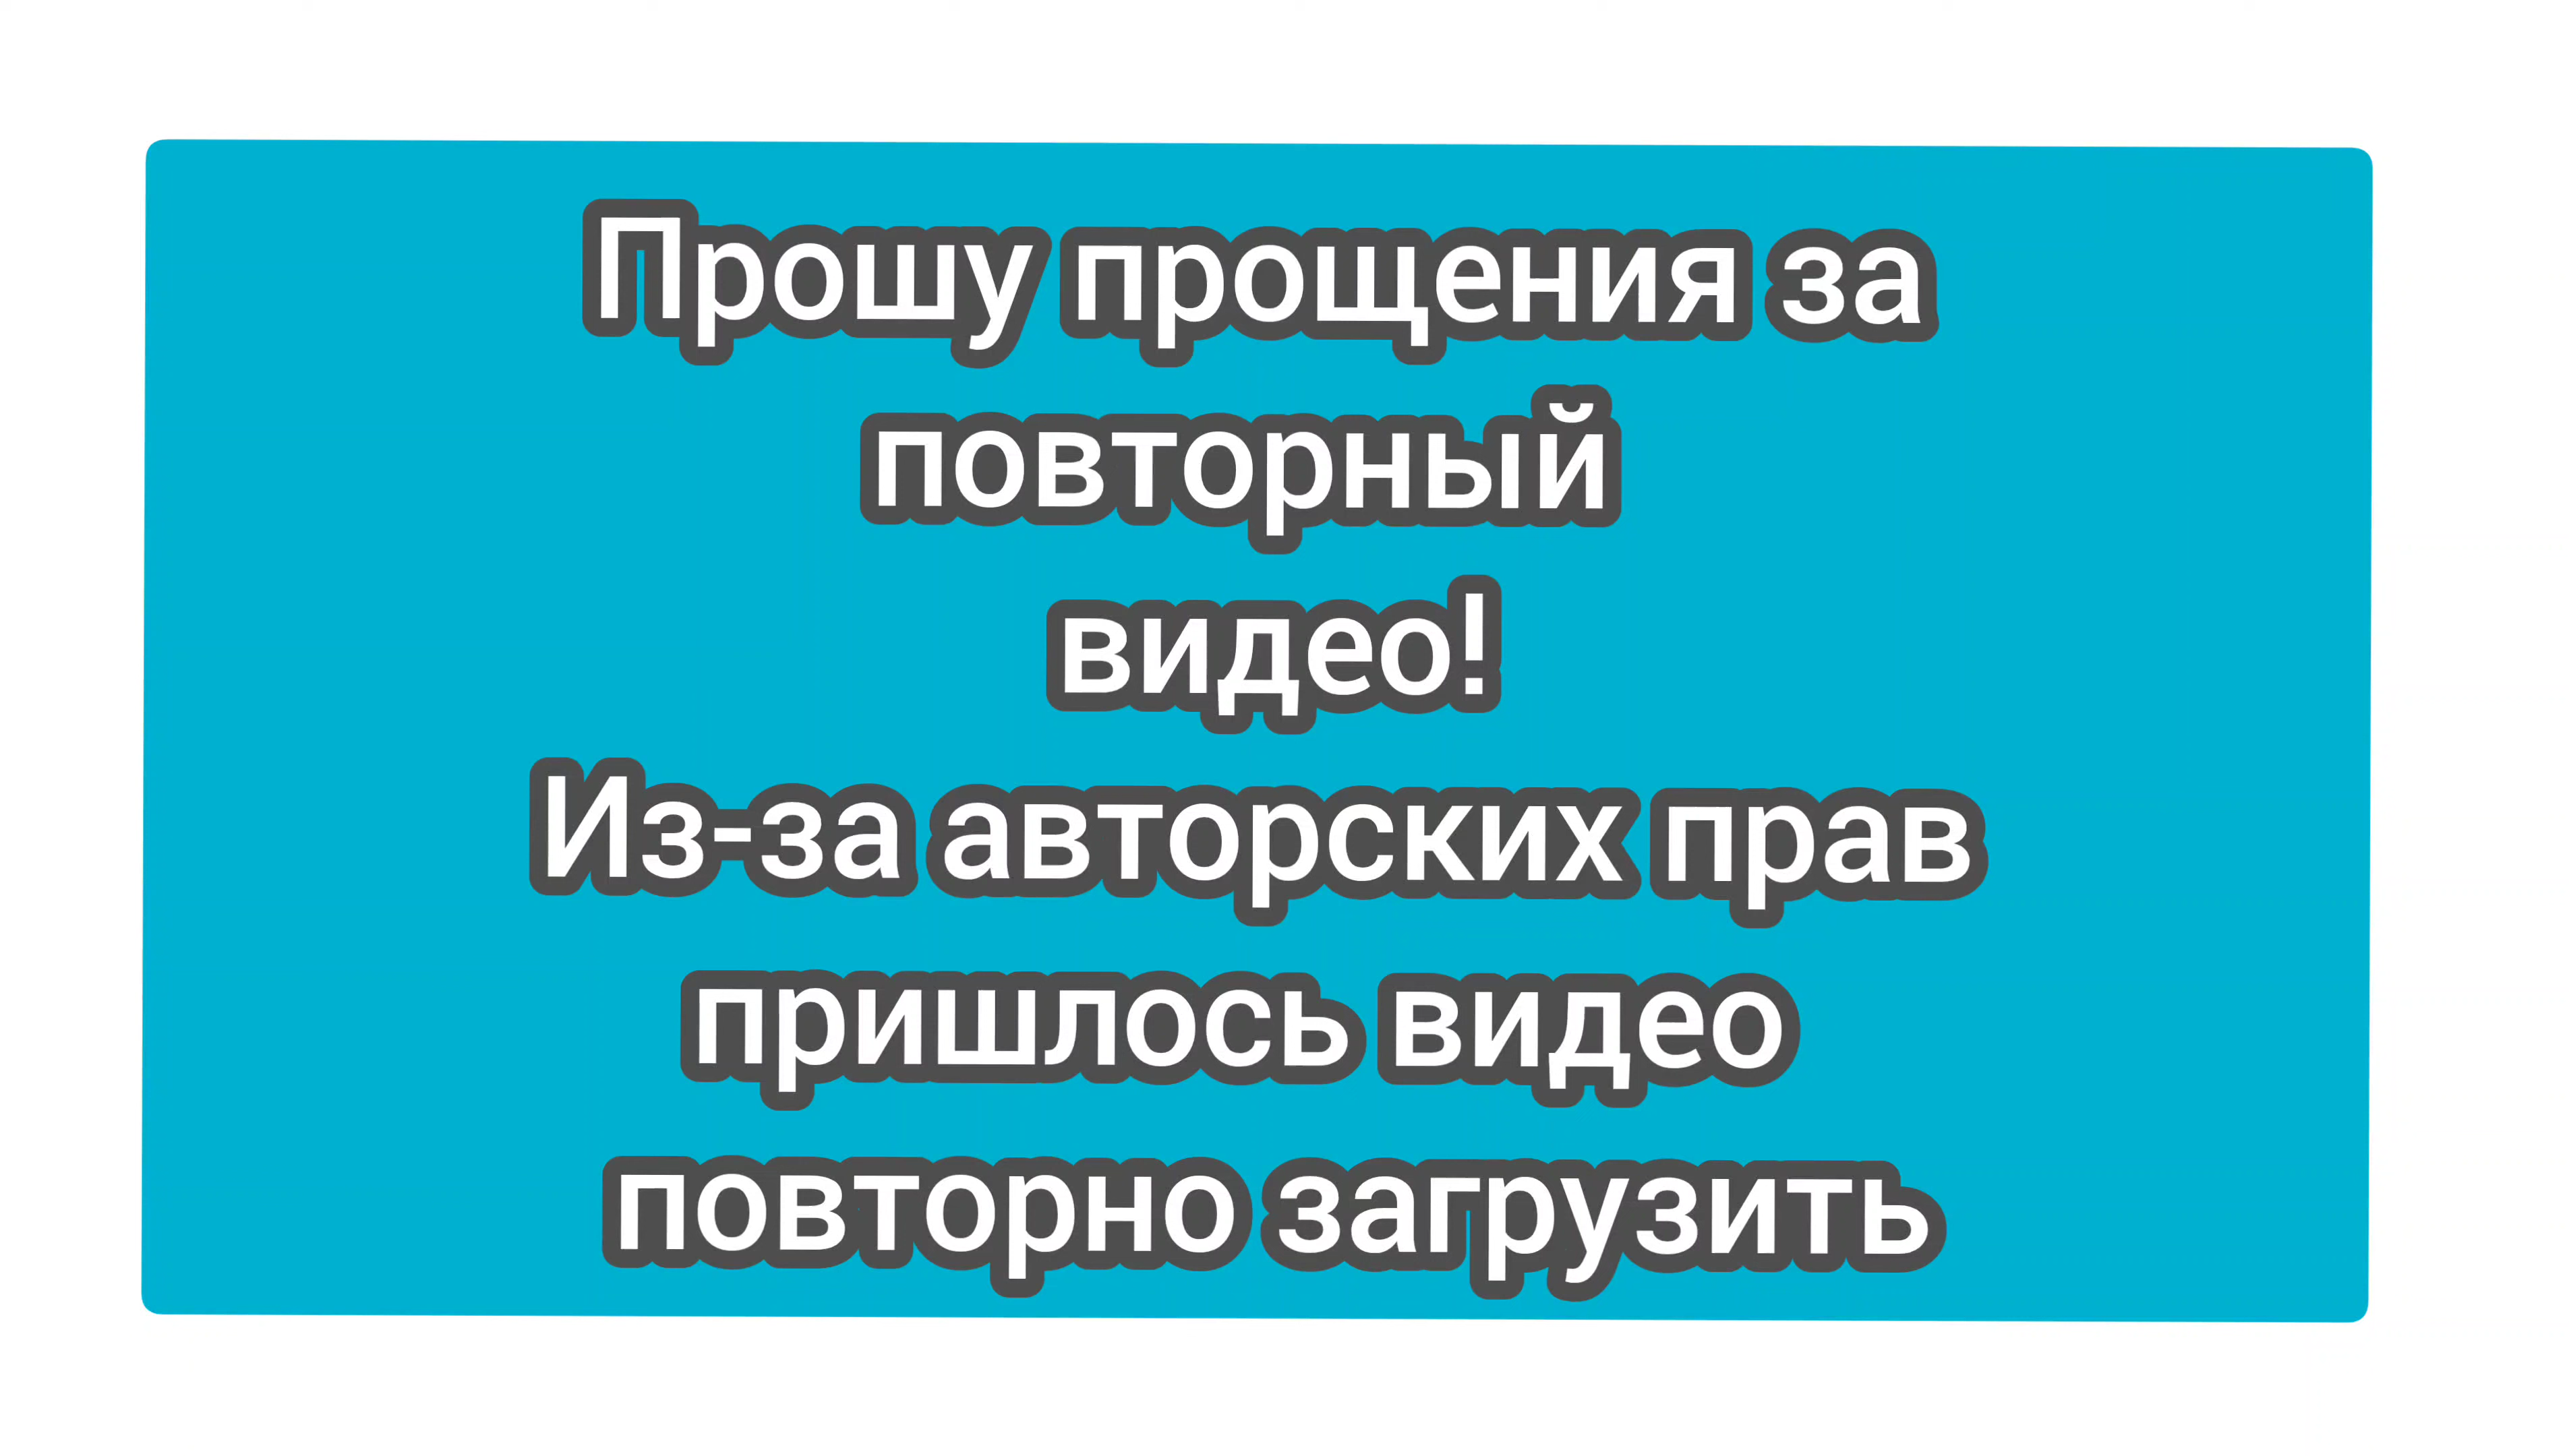 Прошу прощения за
повторный
видео!
Из-за авторских прав
пришлось видео
повторно загрузить